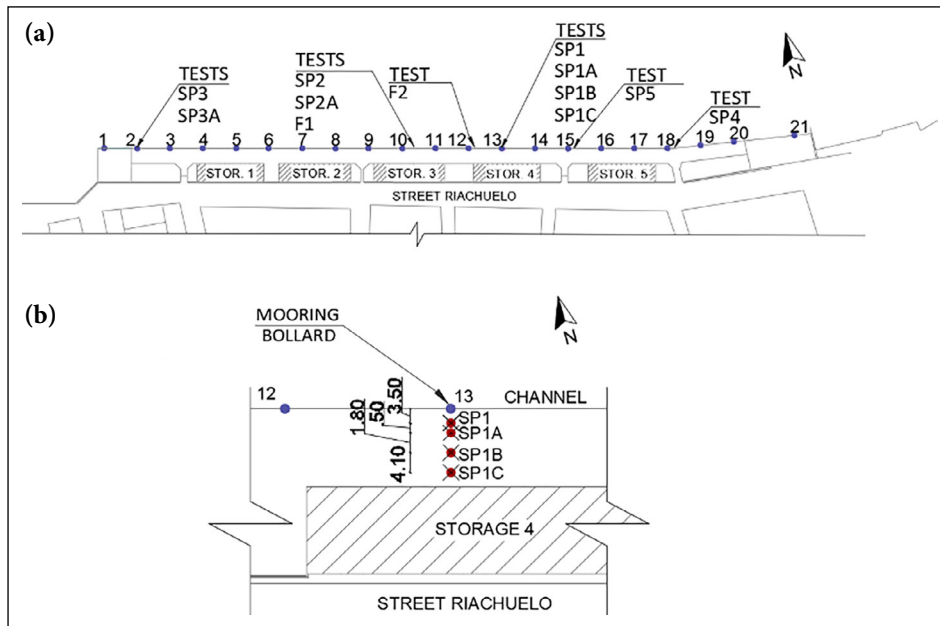 (a)
TESTS
SP3
SP3A
TESTS
SP2
SP2A
F1
TEST
F2
TESTS
SP1
SP1A
SP1B
SP1C
TEST
SP5
TEST
SP4
N
1 2 3 4 5 6 7 8 9 10 11 12 13 14 15 16 17 18 19 20 21
STOR. 1 STOR. 2 STOR. 3 STOR. 4 STOR. 5
STREET RIACHUELO
(b)
MOORING
BOLLARD
N
12
13
CHANNEL
3.50
.50
1.80
4.10
SP1
SP1A
SP1B
SP1C
STORAGE 4
STREET RIACHUELO